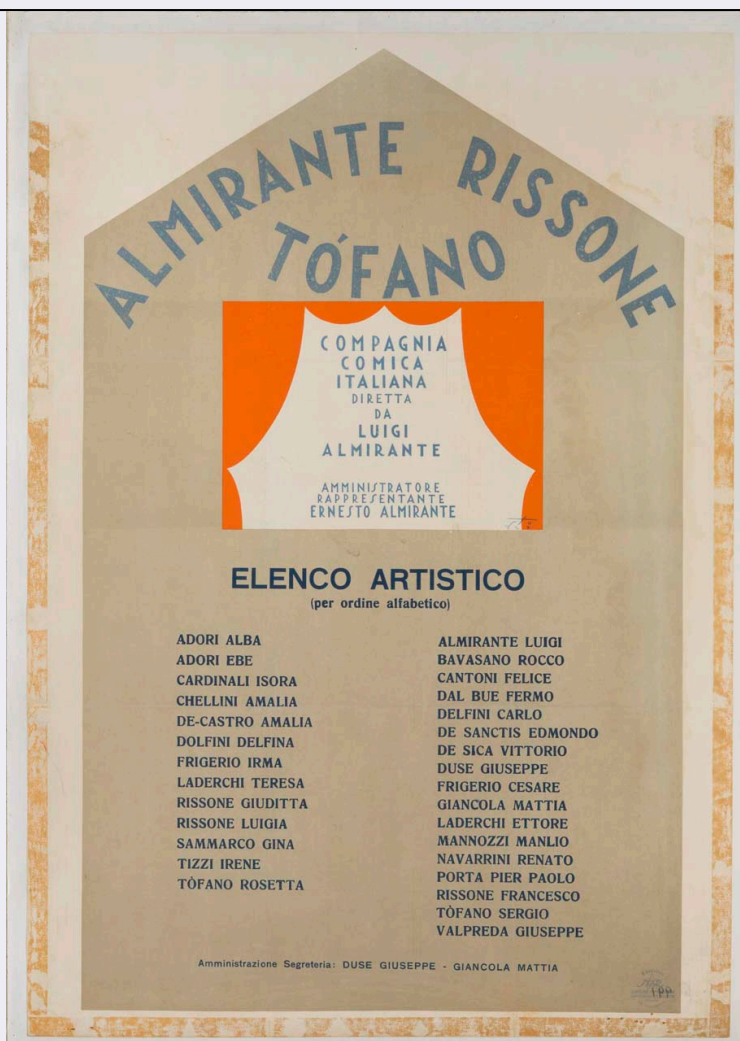 ALMIRANTE RISSONE
TÓFANO
COMPAGNIA
COMICA
ITALIANA
DIRETTA
DA
LUIGI
ALMIRANTE
AMMINISTRATORE
RAPPRESENTANTE
ERNESTO ALMIRANTE
ELENCO ARTISTICO
(per ordine alfabetico)
ADORI ALBA
ADORI EBE
CARDINALI ISORA
CHELLINI AMALIA
DE-CASTRO AMALIA
DOLFINI DELFINA
FRIGERIO IRMA
LADERCHI TERESA
RISSONE GIUDITTA
RISSONE LUIGIA
SAMMARCO GINA
TIZZI IRENE
TÒFANO ROSETTA
ALMIRANTE LUIGI
BAVASANO ROCCO
CANTONI FELICE
DAL BUE FERMO
DELFINI CARLO
DE SANCTIS EDMONDO
DE SICA VITTORIO
DUSE GIUSEPPE
FRIGERIO CESARE
GIANCOLA MATTIA
LADERCHI ETTORE
MANNOZZI MANLIO
NAVARRINI RENATO
PORTA PIER PAOLO
RISSONE FRANCESCO
TÒFANO SERGIO
VALPREDA GIUSEPPE
Amministrazione Segreteria: DUSE GIUSEPPE - GIANCOLA MATTIA